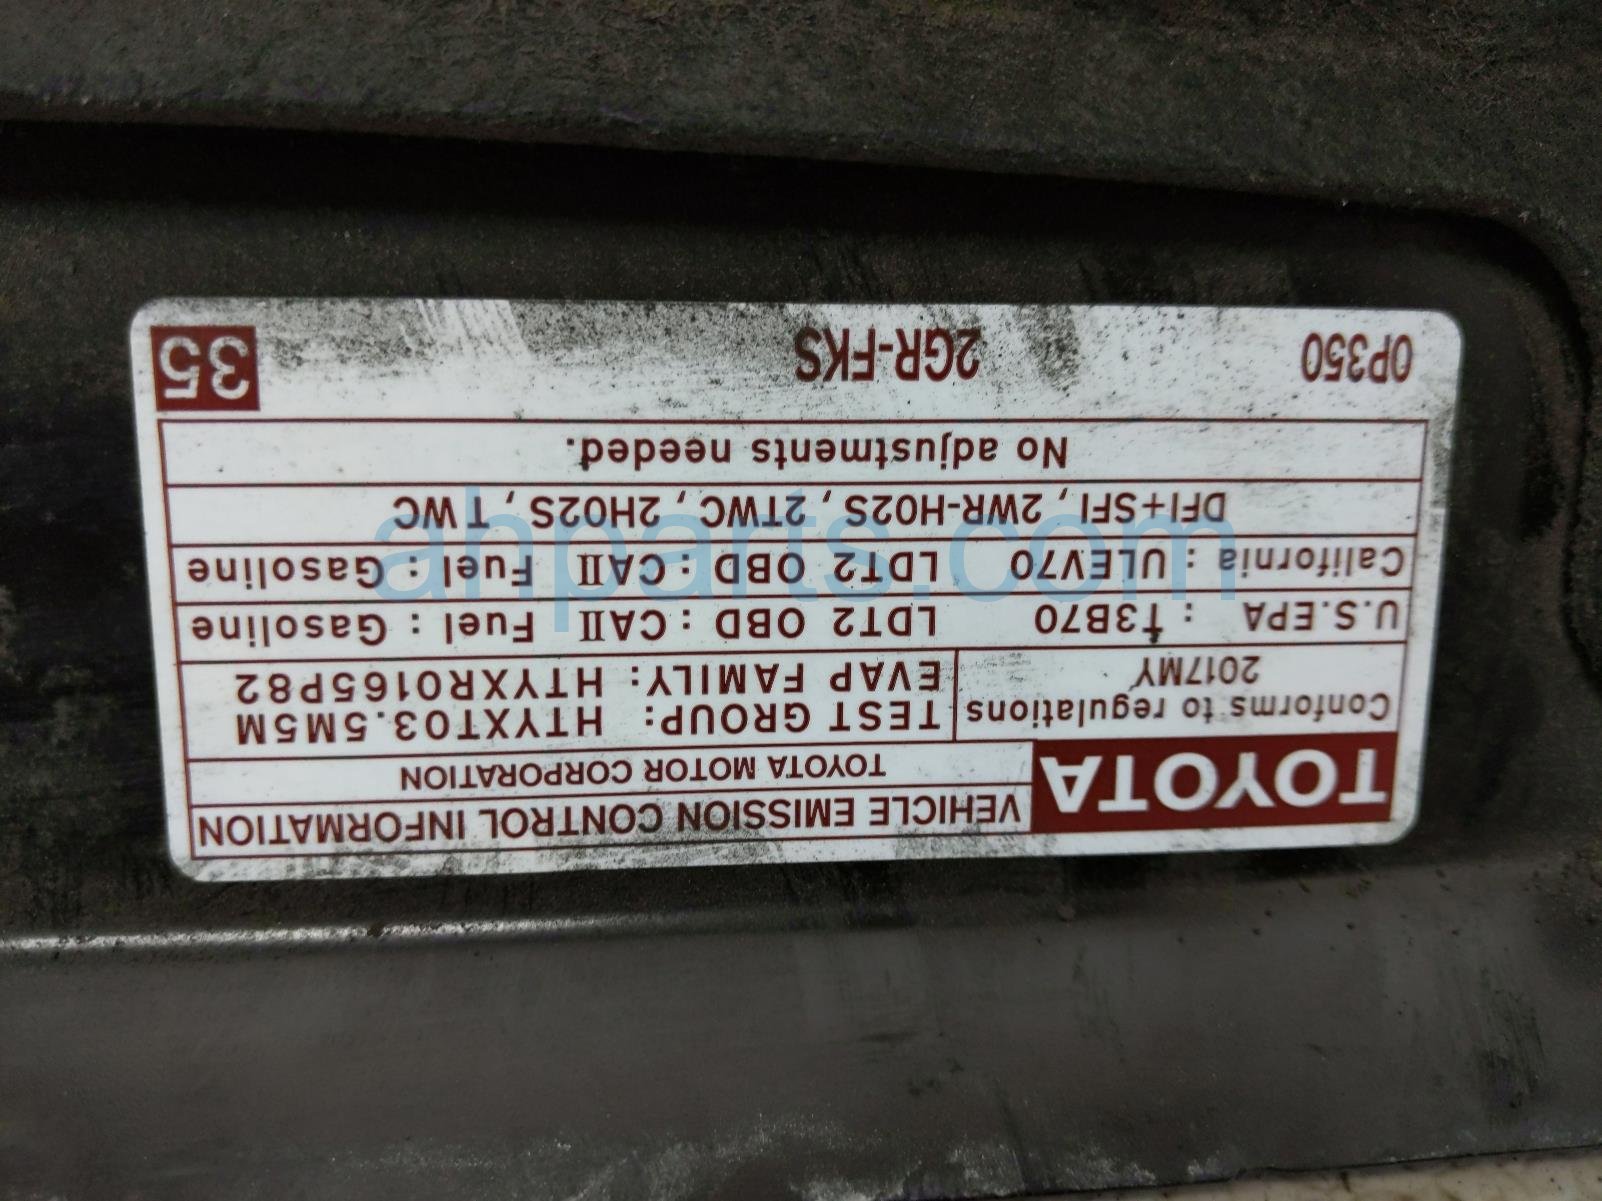 TOYOTA
VEHICLE EMISSION CONTROL INFORMATION
TOYOTA MOTOR CORPORATION
Conforms to regulations
2017MY
TEST GROUP: HTYXT03.5M5M
EVAP FAMILY: HTYXR0165P82
U.S.EPA : T3B70 LDT2 OBD : CAII Fuel : Gasoline
California : ULEV70 LDT2 OBD : CAII Fuel : Gasoline
DFI+SFI, 2WR-HO2S, 2TWC, 2HO2S, TWC
No adjustments needed.
0P350 2GR-FKS 35
ahparts.com